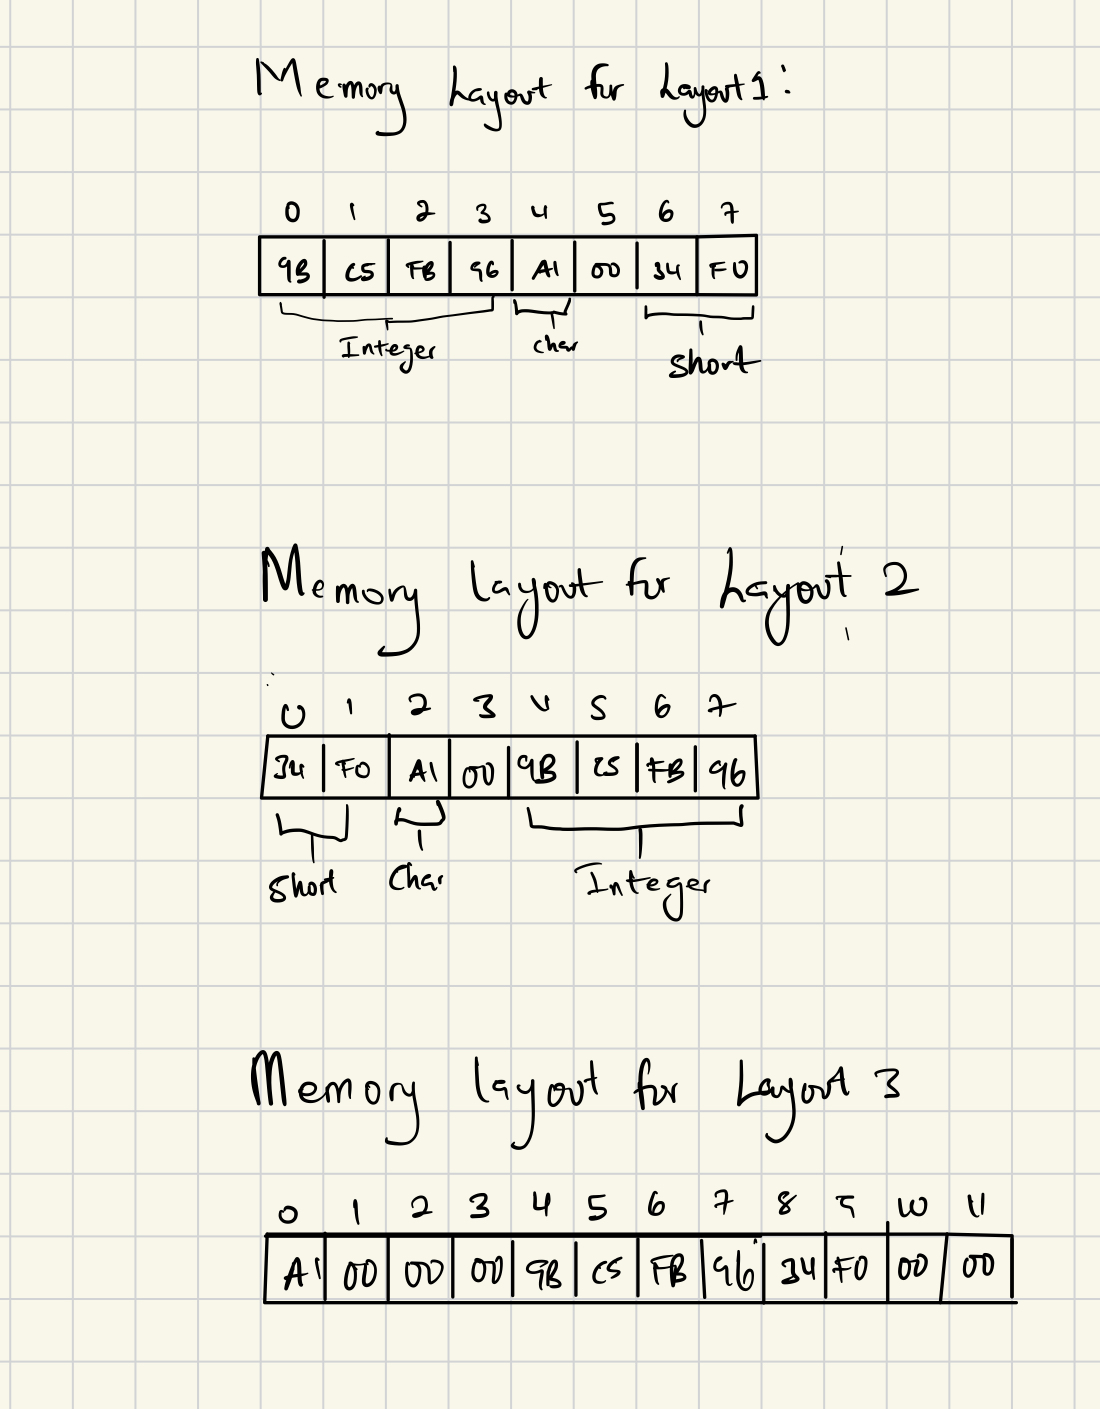 Memory Layout for Layout 1:
0 1 2 3 4 5 6 7
9B C5 FB 96 A1 00 34 F0
Integer char short
Memory layout for Layout 2
0 1 2 3 4 5 6 7
34 F0 A1 00 9B C5 FB 96
Short Char Integer
Memory layout for Layout 3
0 1 2 3 4 5 6 7 8 9 10 11
A1 00 00 00 9B C5 FB 96 34 F0 00 00